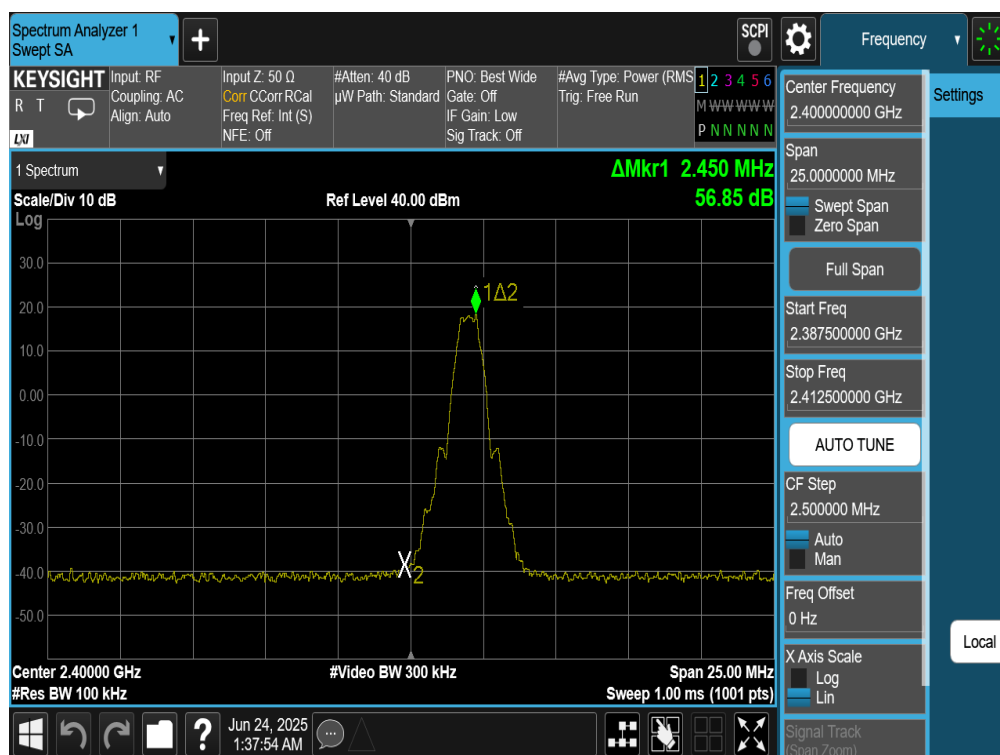 Spectrum Analyzer 1
Swept SA
+
SCPI
Frequency
KEYSIGHT
R T
LXI
Input: RF
Coupling: AC
Align: Auto
Input Z: 50 Ω
Corr CCorr RCal
Freq Ref: Int (S)
NFE: Off
#Atten: 40 dB
µW Path: Standard
PNO: Best Wide
Gate: Off
IF Gain: Low
Sig Track: Off
#Avg Type: Power (RMS
Trig: Free Run
1 2 3 4 5 6
M W W W W W
P N N N N N
1 Spectrum
ΔMkr1 2.450 MHz
56.85 dB
Scale/Div 10 dB
Ref Level 40.00 dBm
Log
30.0
20.0
10.0
0.00
-10.0
-20.0
-30.0
-40.0
-50.0
1Δ2
X
2
Center 2.40000 GHz
#Video BW 300 kHz
Span 25.00 MHz
#Res BW 100 kHz
Sweep 1.00 ms (1001 pts)
Center Frequency
2.400000000 GHz
Span
25.0000000 MHz
Swept Span
Zero Span
Full Span
Start Freq
2.387500000 GHz
Stop Freq
2.412500000 GHz
AUTO TUNE
CF Step
2.500000 MHz
Auto
Man
Freq Offset
0 Hz
X Axis Scale
Log
Lin
Signal Track
(Span Zoom)
Settings
Local
?
Jun 24, 2025
1:37:54 AM